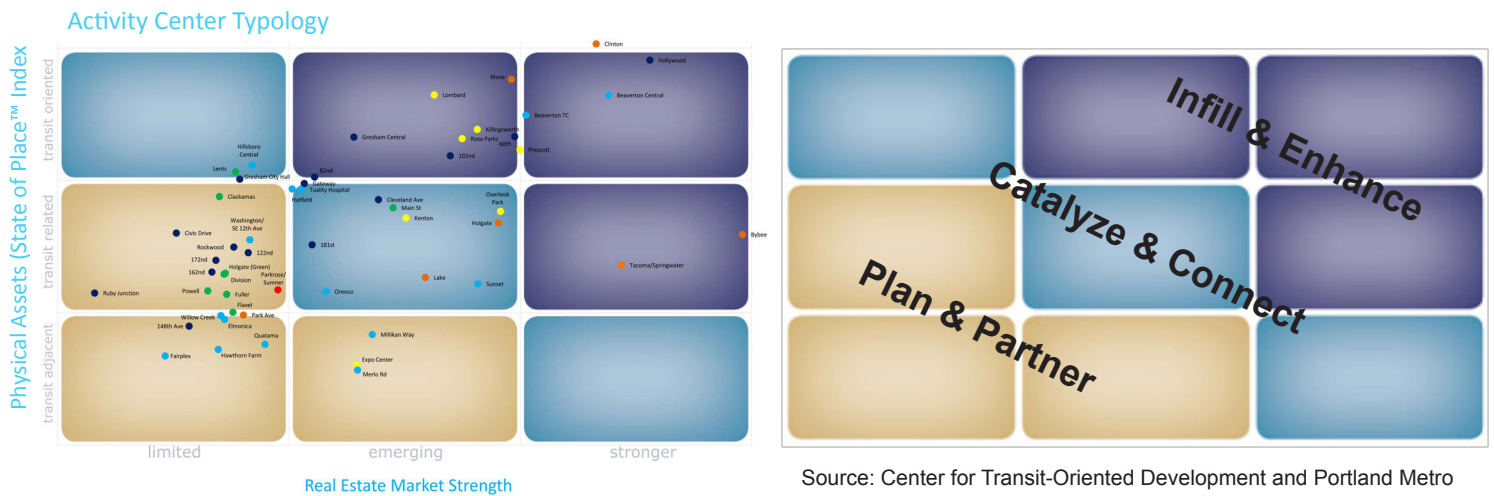 Activity Center Typology
Physical Assets (State of Place™ Index
transit oriented
transit related
transit adjacent
Clinton
Hollywood
Rhine
Lombard
Beaverton Central
Beaverton TC
Killingsworth
Gresham Central
Rosa Parks
60th
Prescott
102nd
Hillsboro
Central
Lents
Gresham City Hall
82nd
Gateway
Tuality Hospital
Hatfield
Clackamas
Cleveland Ave
Main St
Kenton
Overlook
Park
Holgate
Washington/
SE 12th Ave
Civic Drive
Rockwood
122nd
181st
Bybee
172nd
162nd
Holgate (Green)
Division
Parkrose/
Sumner
Tacoma/Springwater
Lake
Sunset
Orenco
Ruby Junction
Powell
Fuller
Flavel
Willow Creek
Park Ave
Elmonica
148th Ave
Quatama
Millikan Way
Fairplex
Hawthorn Farm
Expo Center
Merlo Rd
limited
emerging
stronger
Real Estate Market Strength
Infill & Enhance
Catalyze & Connect
Plan & Partner
Source: Center for Transit-Oriented Development and Portland Metro